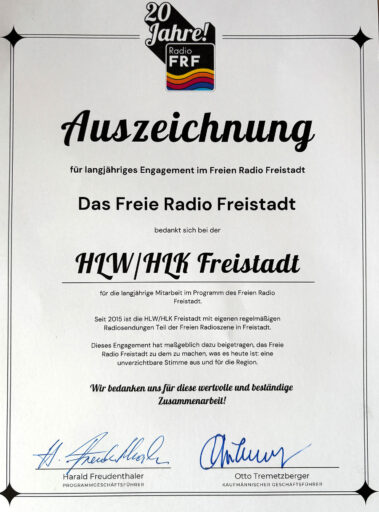 20
Jahre!
Radio
FRF
Auszeichnung
für langjähriges Engagement im Freien Radio Freistadt
Das Freie Radio Freistadt
bedankt sich bei der
HLW/HLK Freistadt
für die langjährige Mitarbeit im Programm des Freien Radio
Freistadt.
Seit 2015 ist die HLW/HLK Freistadt mit eigenen regelmäßigen
Radiosendungen Teil der Freien Radioszene in Freistadt.
Dieses Engagement hat maßgeblich dazu beigetragen, das Freie
Radio Freistadt zu dem zu machen, was es heute ist: eine
unverzichtbare Stimme aus und für die Region.
Wir bedanken uns für diese wertvolle und beständige
Zusammenarbeit!
H. Freudenthaler
Harald Freudenthaler
PROGRAMMGESCHÄFTSFÜHRER
Otto Tremetzberger
KAUFMÄNNISCHER GESCHÄFTSFÜHRER